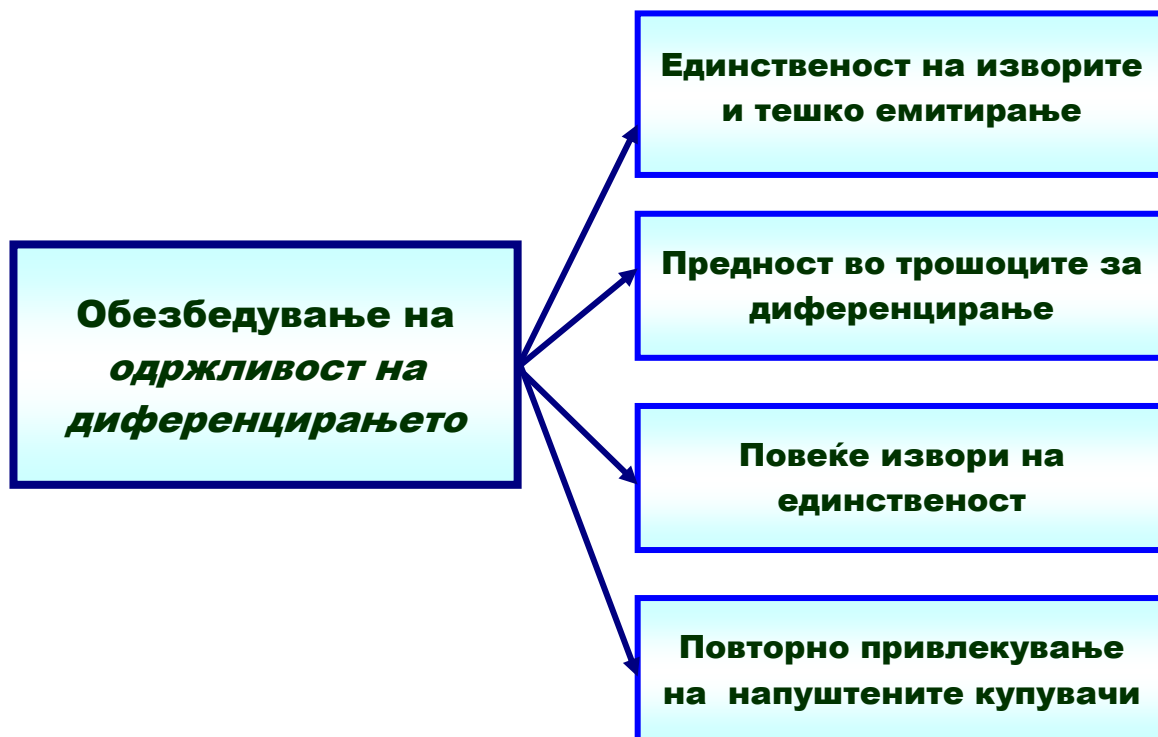 Единственост на изворите
и тешко емитирање
Предност во трошоците за
диференцирање
Обезбедување на
одржливост на
диференцирањето
Повеќе извори на
единственост
Повторно привлекување
на напуштените купувачи